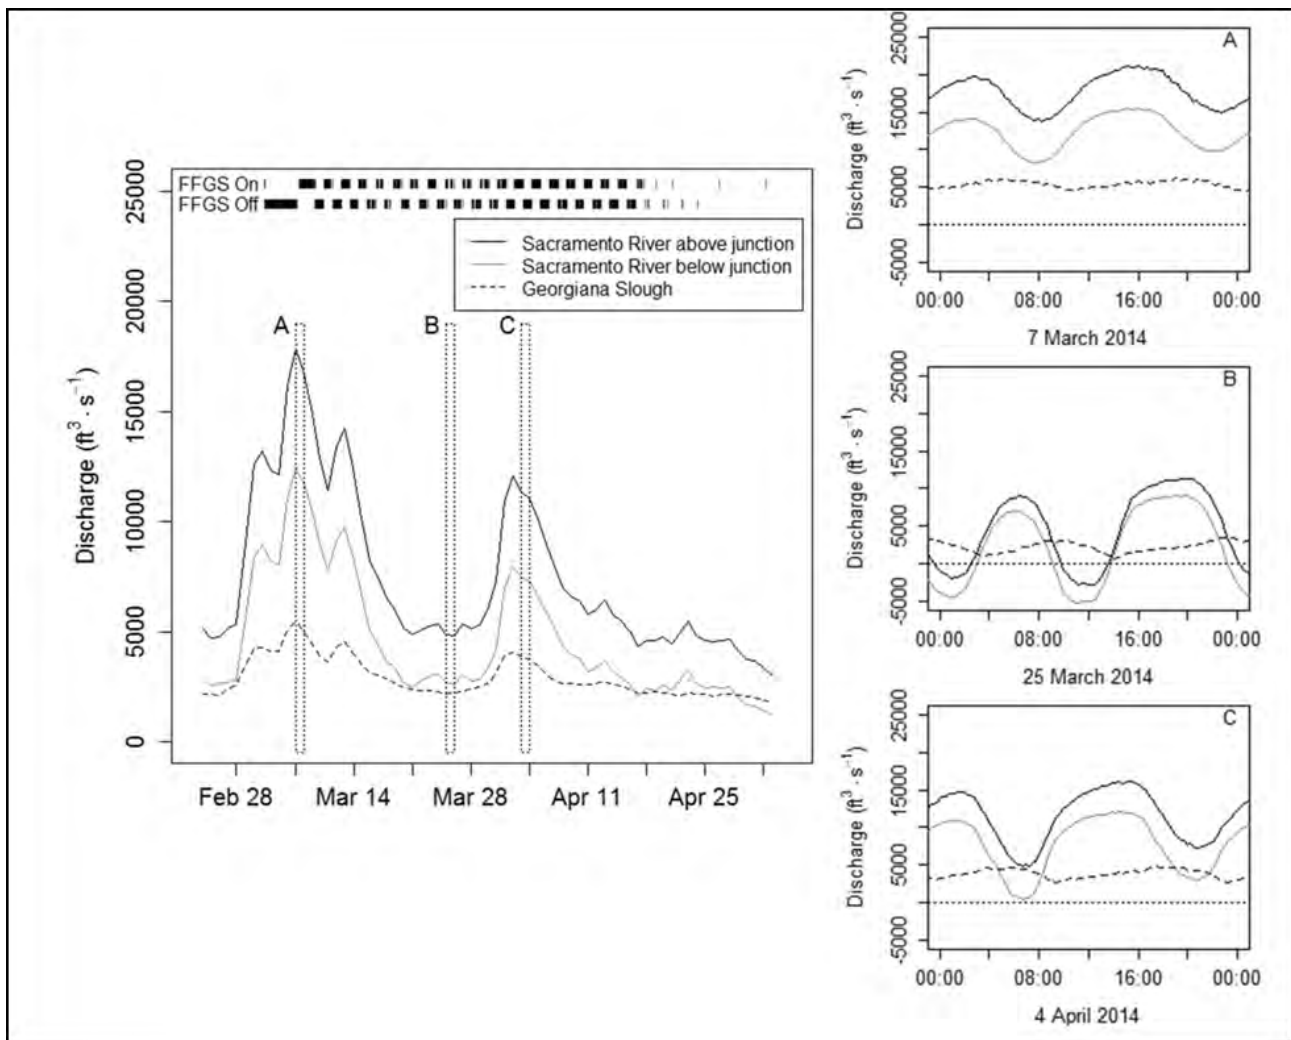 FFGS On
FFGS Off
Sacramento River above junction
Sacramento River below junction
Georgiana Slough
A
B
C
Discharge (ft³ · s⁻¹)
25000
20000
15000
10000
5000
0
Feb 28
Mar 14
Mar 28
Apr 11
Apr 25
A
Discharge (ft³ · s⁻¹)
25000
15000
5000
-5000
00:00
08:00
16:00
00:00
7 March 2014
B
Discharge (ft³ · s⁻¹)
25000
15000
5000
-5000
00:00
08:00
16:00
00:00
25 March 2014
C
Discharge (ft³ · s⁻¹)
25000
15000
5000
-5000
00:00
08:00
16:00
00:00
4 April 2014